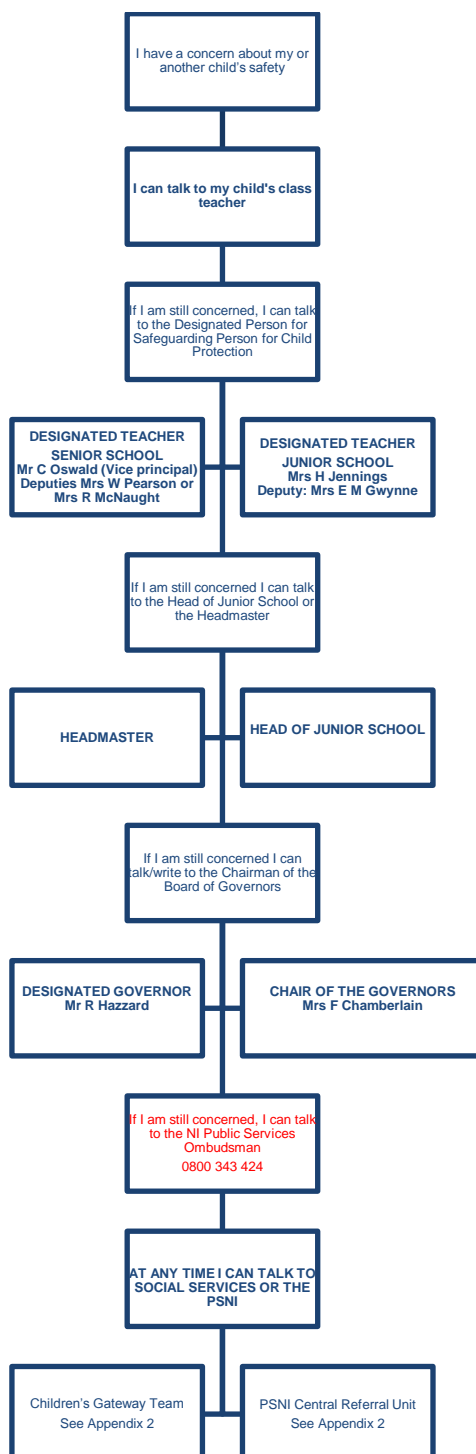 I have a concern about my or
another child's safety
I can talk to my child's class
teacher
If I am still concerned, I can talk
to the Designated Person for
Safeguarding Person for Child
Protection
DESIGNATED TEACHER
SENIOR SCHOOL
Mr C Oswald (Vice principal)
Deputies Mrs W Pearson or
Mrs R McNaught
DESIGNATED TEACHER
JUNIOR SCHOOL
Mrs H Jennings
Deputy: Mrs E M Gwynne
If I am still concerned I can talk
to the Head of Junior School or
the Headmaster
HEADMASTER
HEAD OF JUNIOR SCHOOL
If I am still concerned I can
talk/write to the Chairman of the
Board of Governors
DESIGNATED GOVERNOR
Mr R Hazzard
CHAIR OF THE GOVERNORS
Mrs F Chamberlain
If I am still concerned, I can talk
to the NI Public Services
Ombudsman
0800 343 424
AT ANY TIME I CAN TALK TO
SOCIAL SERVICES OR THE
PSNI
Children's Gateway Team
See Appendix 2
PSNI Central Referral Unit
See Appendix 2